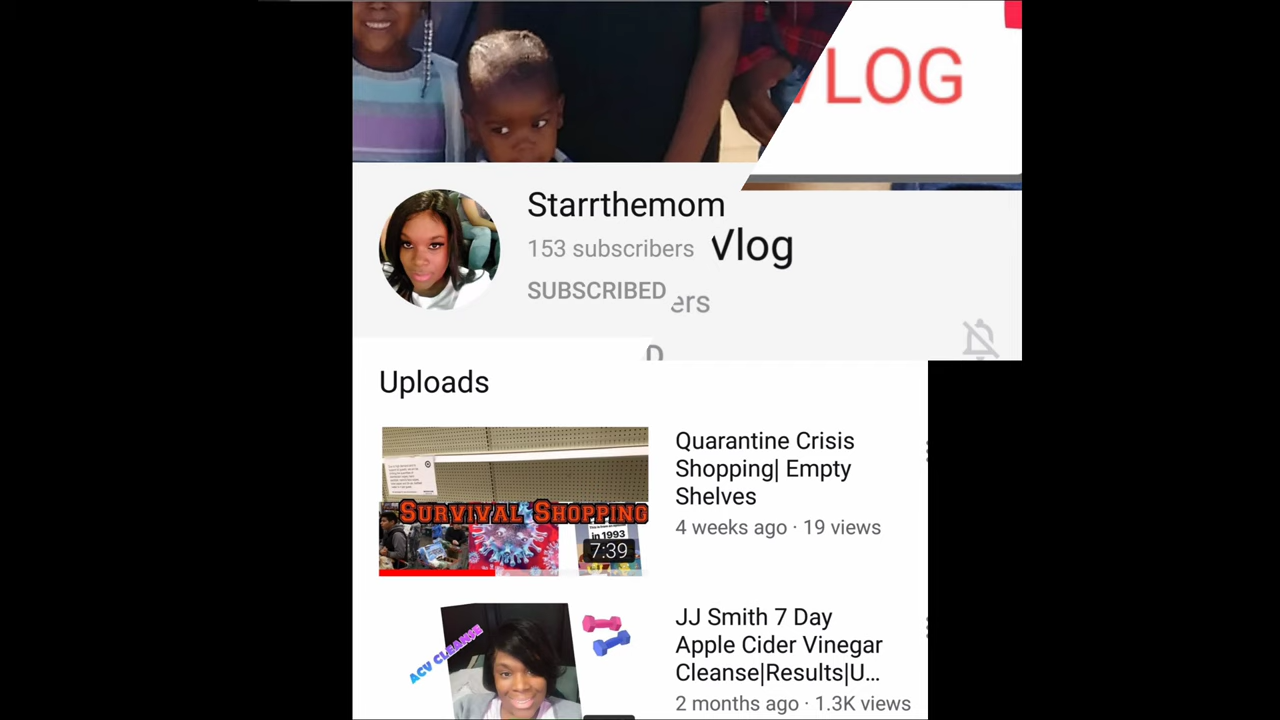 VLOG
Starrthemom
153 subscribers
Vlog
SUBSCRIBED
ers
Uploads
Quarantine Crisis
Shopping| Empty
Shelves
4 weeks ago · 19 views
SURVIVAL SHOPPING
in 1993
7:39
JJ Smith 7 Day
Apple Cider Vinegar
Cleanse|Results|U...
2 months ago · 1.3K views
ACV CLEANSE